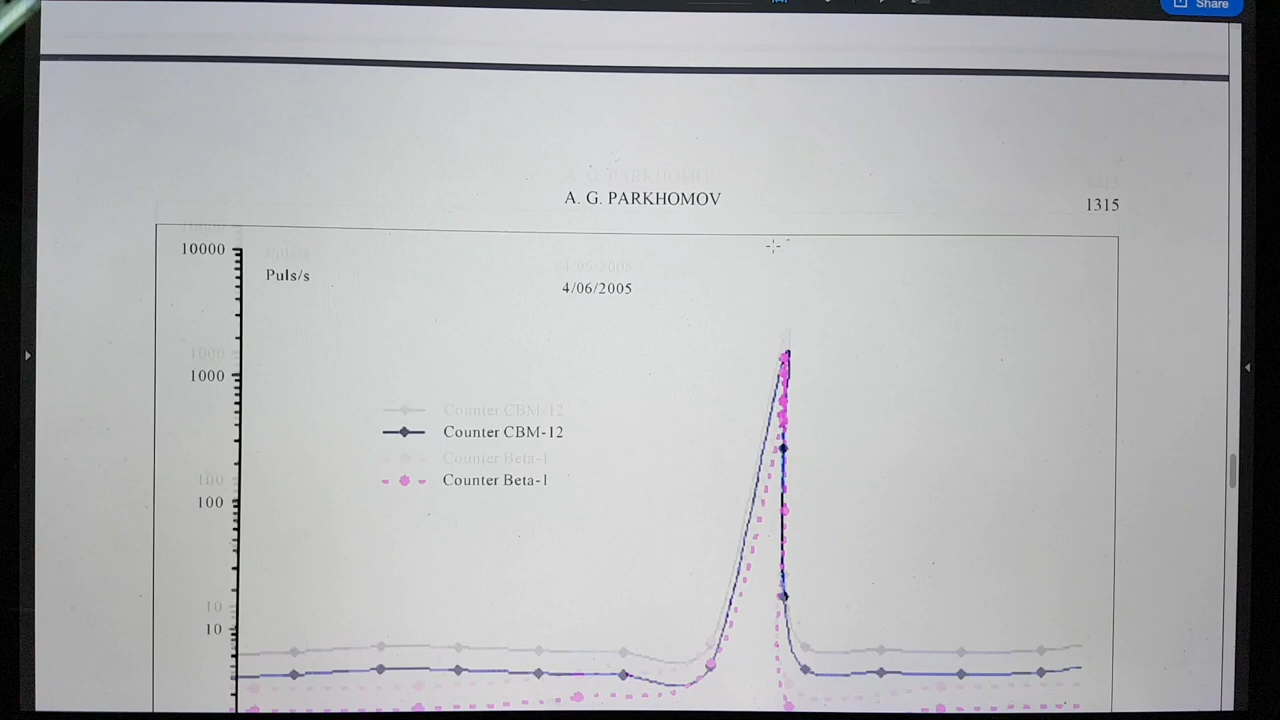 Share
A. G. PARKHOMOV
1315
10000
Puls/s
4/06/2005
1000
Counter CBM-12
Counter Beta-1
100
10